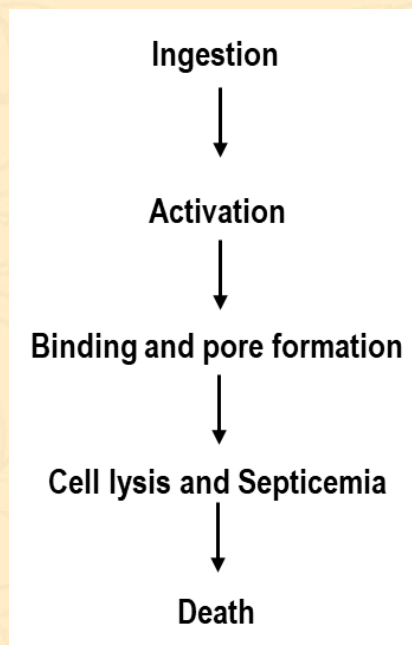 Ingestion
Activation
Binding and pore formation
Cell lysis and Septicemia
Death